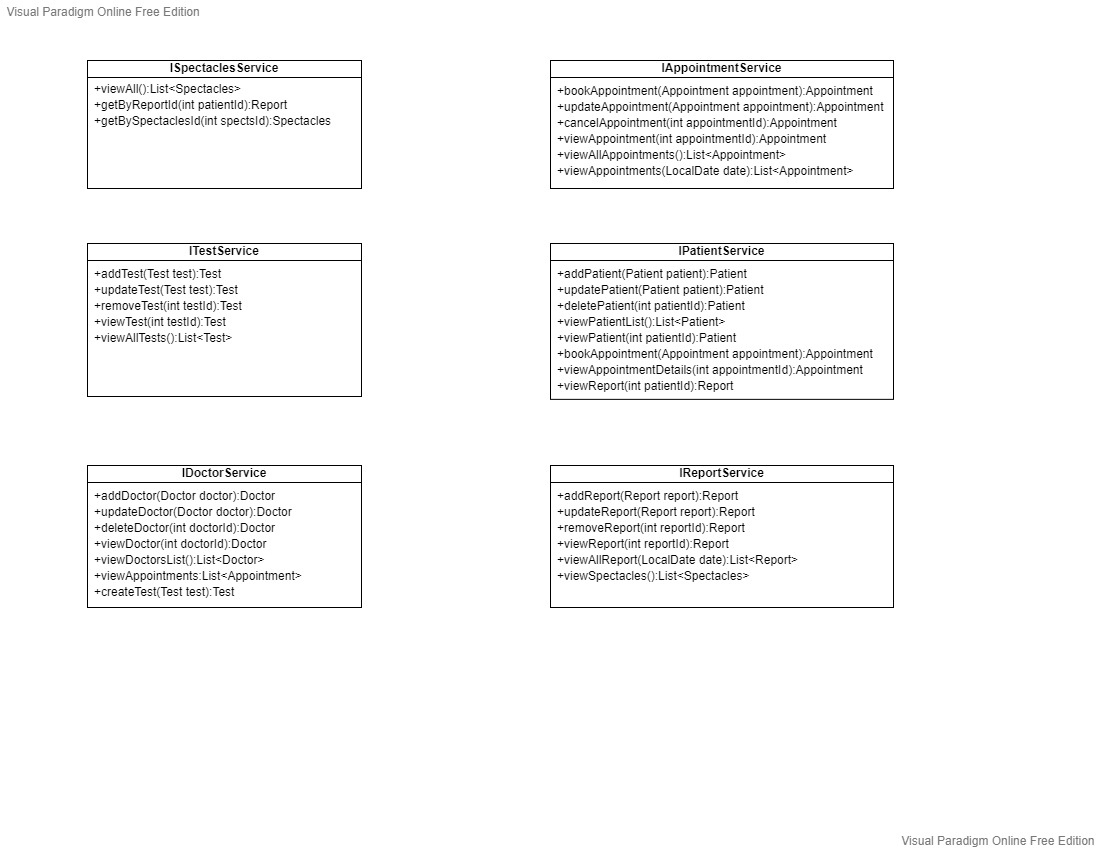 Visual Paradigm Online Free Edition
ISpectaclesService
+viewAll():List<Spectacles>
+getByReportId(int patientId):Report
+getBySpectaclesId(int spectsId):Spectacles
IAppointmentService
+bookAppointment(Appointment appointment):Appointment
+updateAppointment(Appointment appointment):Appointment
+cancelAppointment(int appointmentId):Appointment
+viewAppointment(int appointmentId):Appointment
+viewAllAppointments():List<Appointment>
+viewAppointments(LocalDate date):List<Appointment>
ITestService
+addTest(Test test):Test
+updateTest(Test test):Test
+removeTest(int testId):Test
+viewTest(int testId):Test
+viewAllTests():List<Test>
IPatientService
+addPatient(Patient patient):Patient
+updatePatient(Patient patient):Patient
+deletePatient(int patientId):Patient
+viewPatientList():List<Patient>
+viewPatient(int patientId):Patient
+bookAppointment(Appointment appointment):Appointment
+viewAppointmentDetails(int appointmentId):Appointment
+viewReport(int patientId):Report
IDoctorService
+addDoctor(Doctor doctor):Doctor
+updateDoctor(Doctor doctor):Doctor
+deleteDoctor(int doctorId):Doctor
+viewDoctor(int doctorId):Doctor
+viewDoctorsList():List<Doctor>
+viewAppointments:List<Appointment>
+createTest(Test test):Test
IReportService
+addReport(Report report):Report
+updateReport(Report report):Report
+removeReport(int reportId):Report
+viewReport(int reportId):Report
+viewAllReport(LocalDate date):List<Report>
+viewSpectacles():List<Spectacles>
Visual Paradigm Online Free Edition